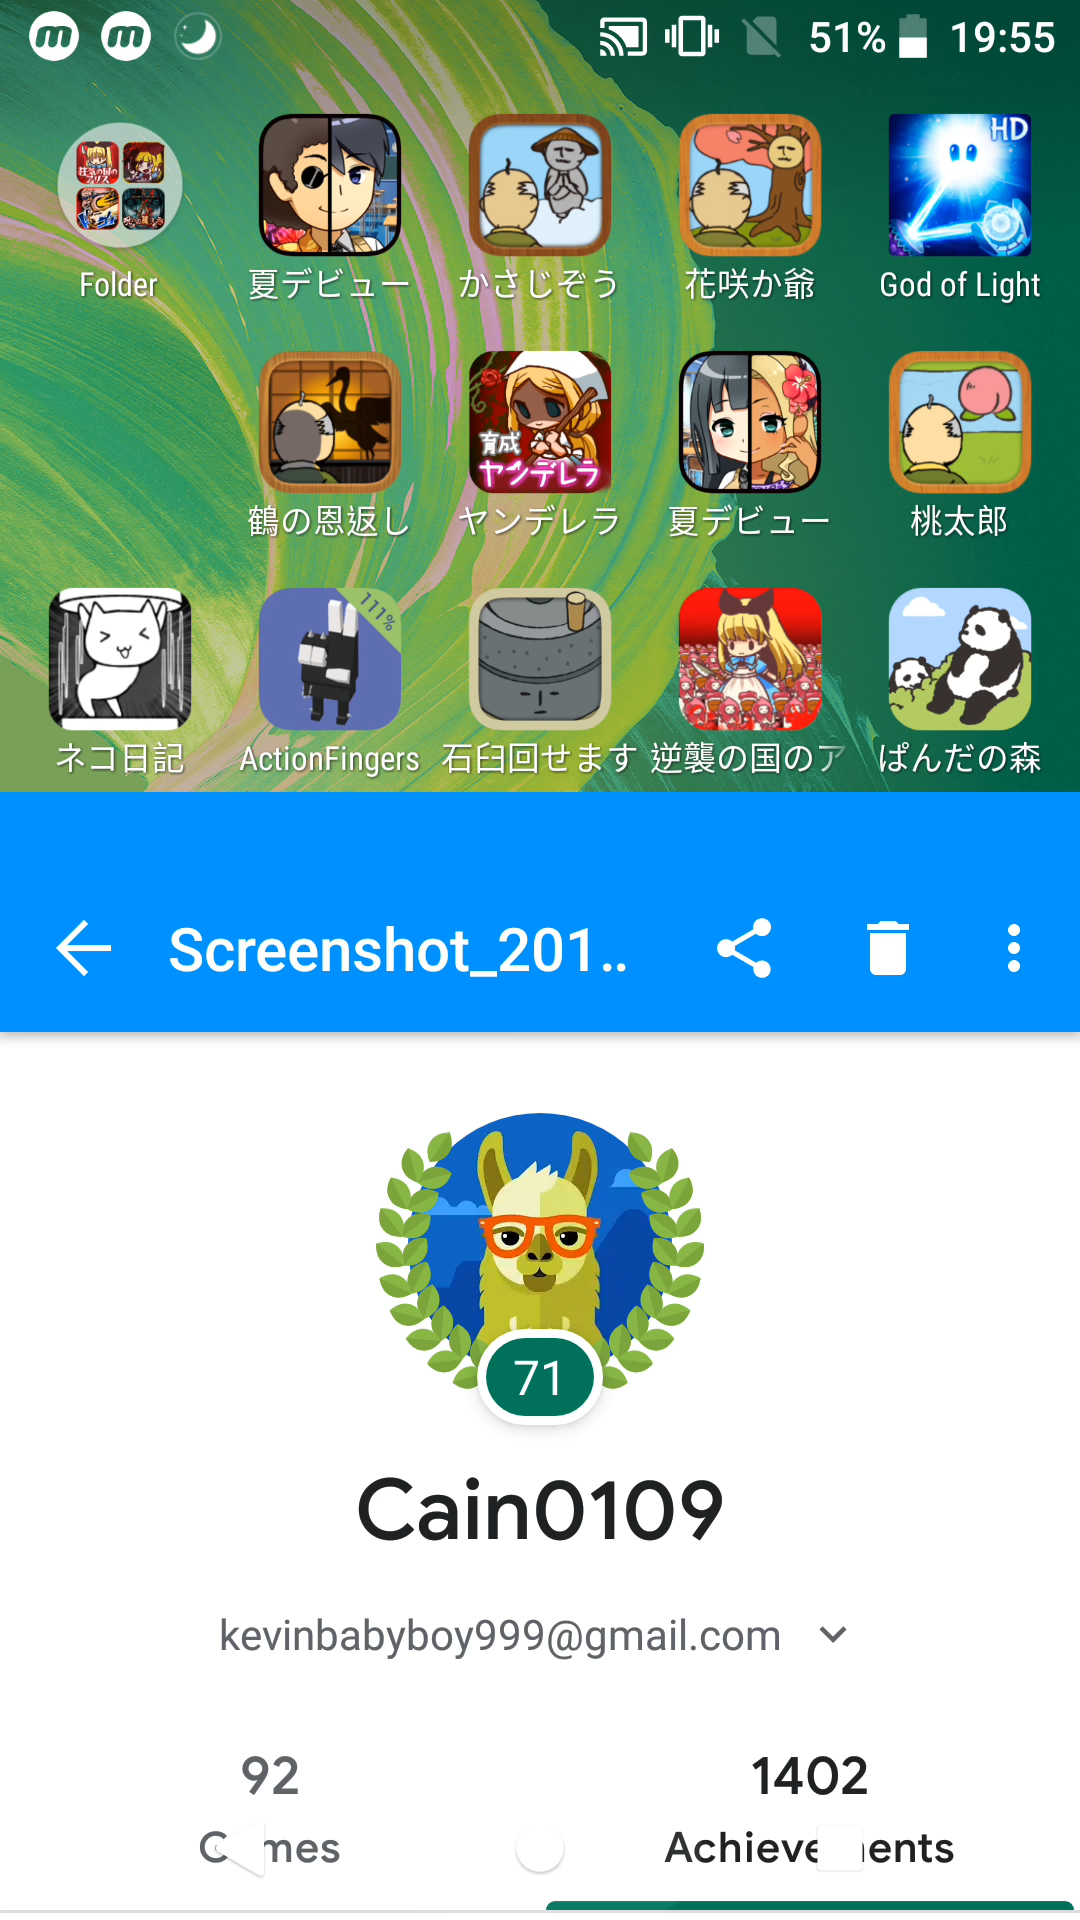 51% 19:55
HD
Folder 夏デビュー かさじぞう 花咲か爺 God of Light
育成
ヤンデレラ
鶴の恩返し ヤンデレラ 夏デビュー 桃太郎
111%
ネコ日記 ActionFingers 石臼回せます 逆襲の国のア ぱんだの森
Screenshot_201..
71
Cain0109
kevinbabyboy999@gmail.com
92 1402
Games Achievements